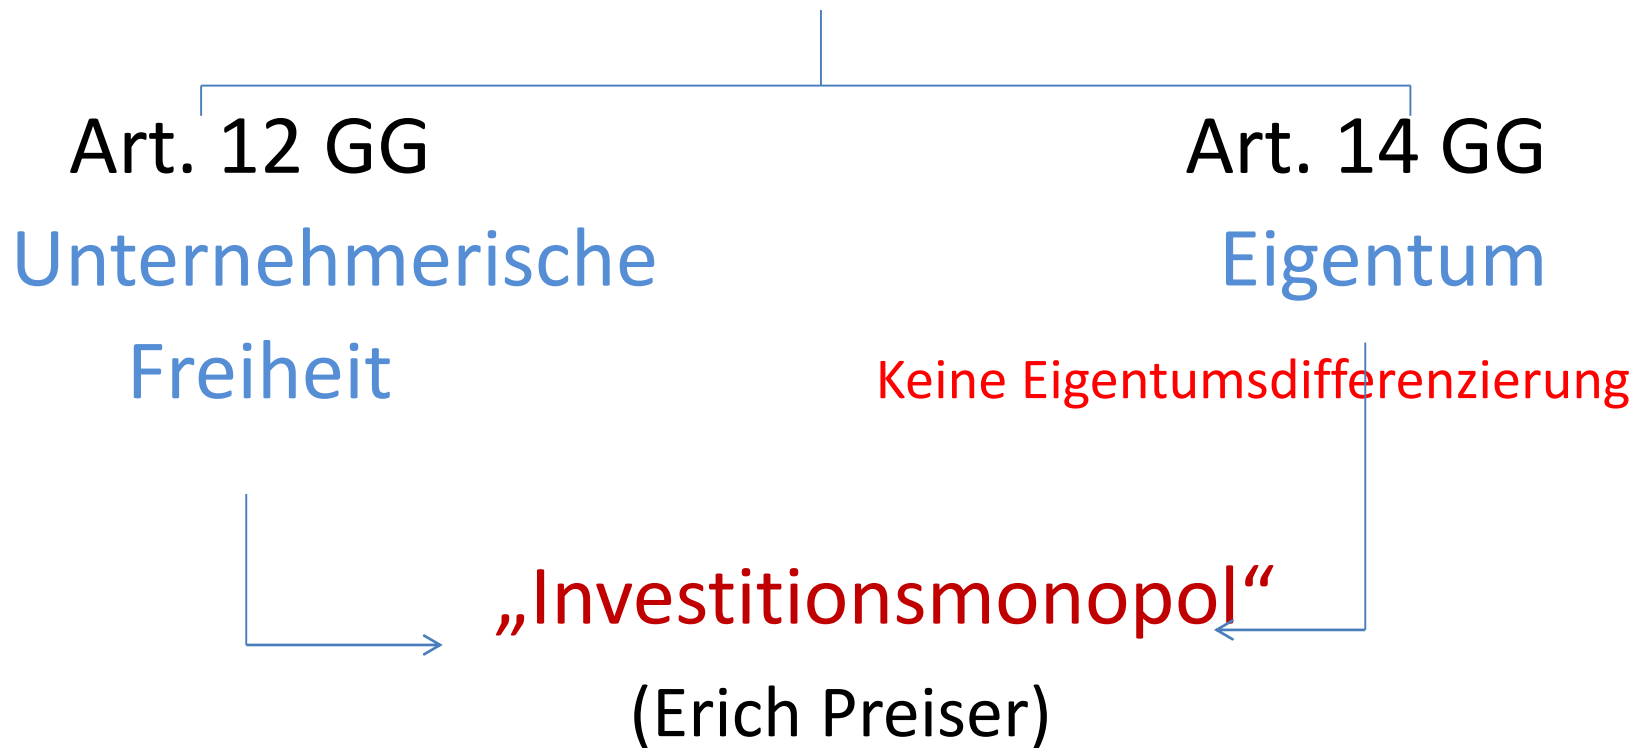 Art. 12 GG
Art. 14 GG
Unternehmerische
Eigentum
Freiheit
Keine Eigentumsdifferenzierung
„Investitionsmonopol“
(Erich Preiser)